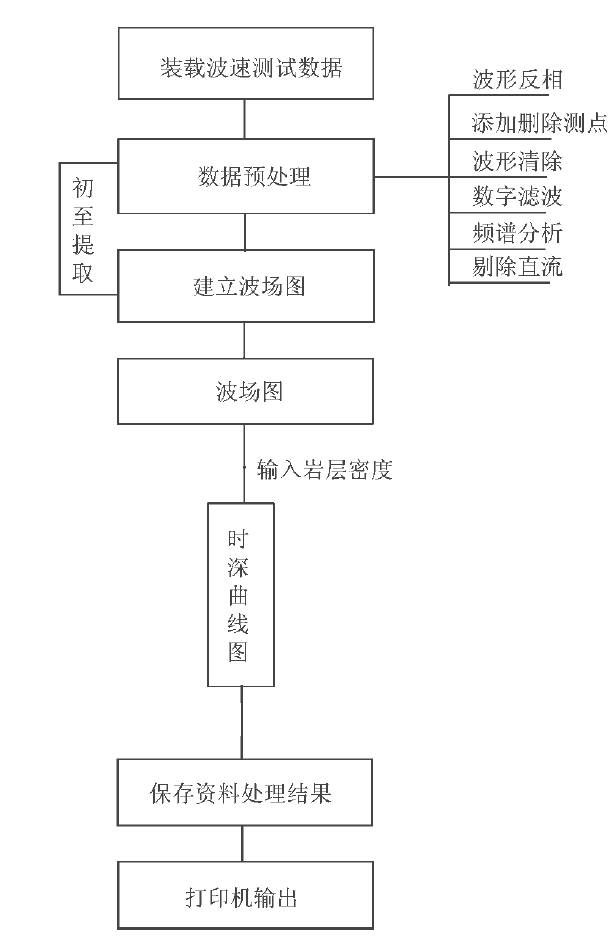 装载波速测试数据
数据预处理
波形反相
添加删除测点
波形清除
数字滤波
频谱分析
剔除直流
初至提取
建立波场图
波场图
输入岩层密度
时深曲线图
保存资料处理结果
打印机输出